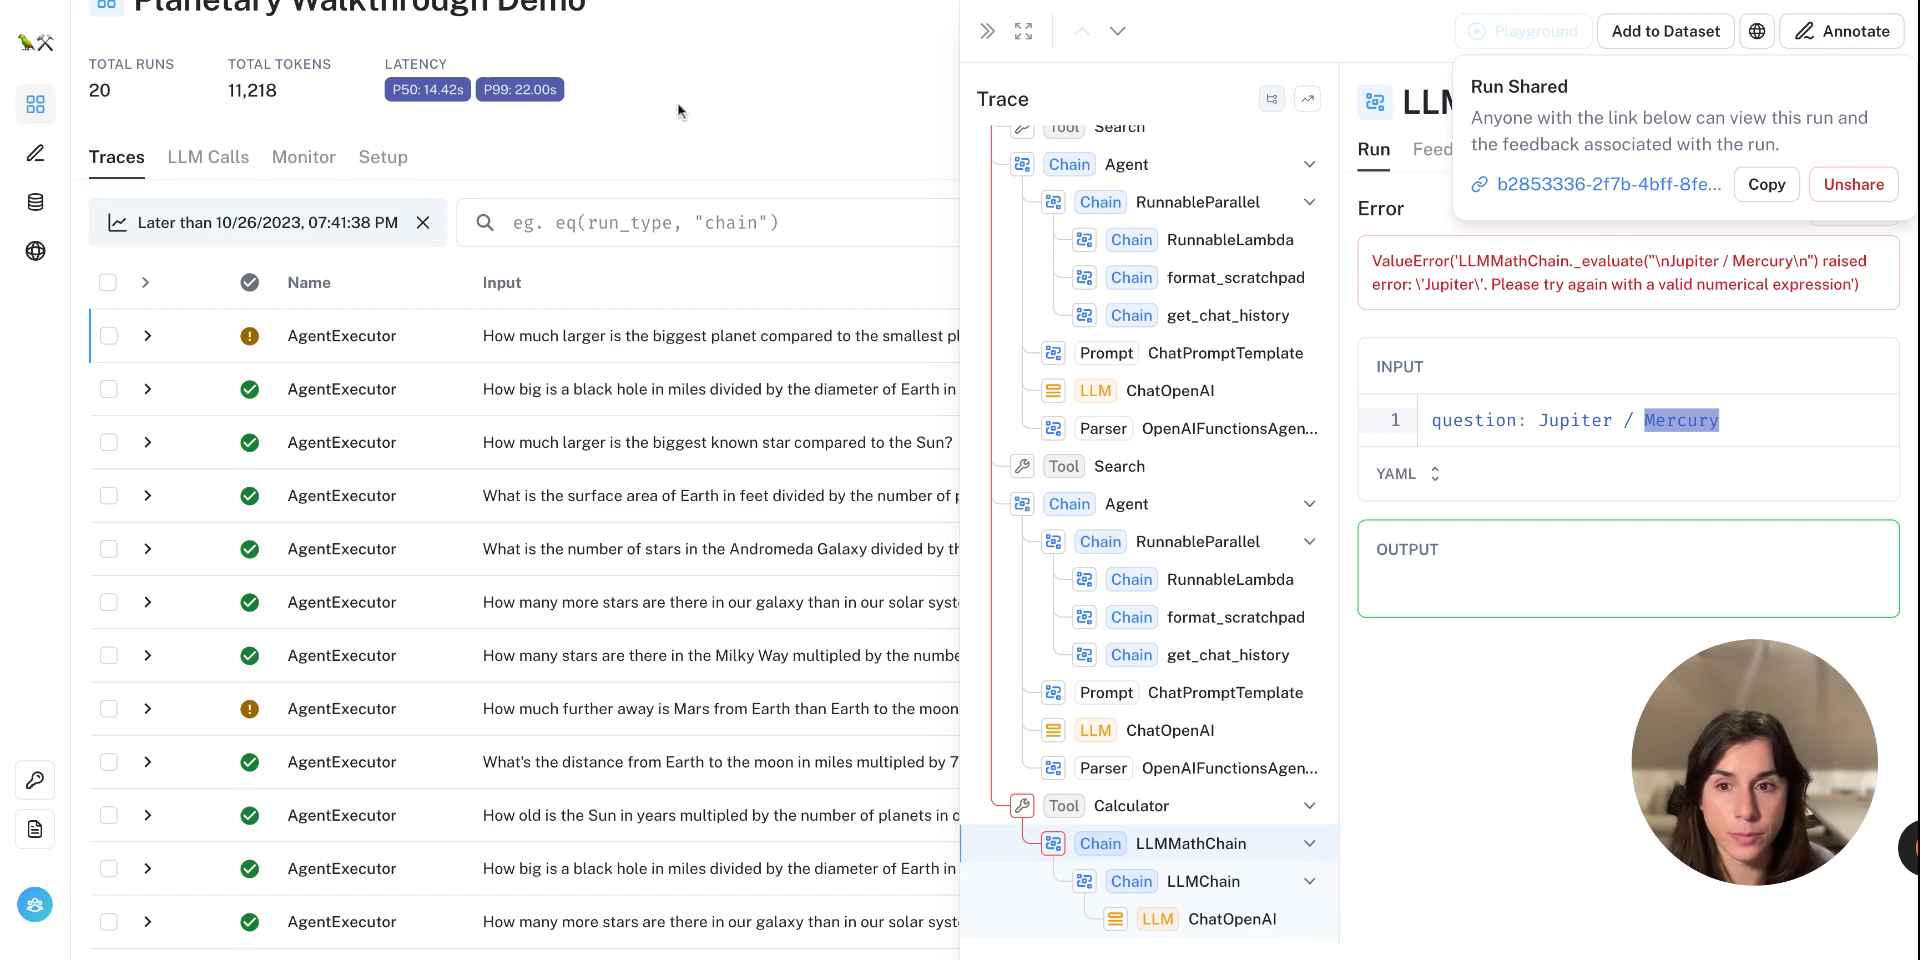 Planetary Walkthrough Demo
TOTAL RUNS
20
TOTAL TOKENS
11,218
LATENCY
P50: 14.42s P99: 22.00s
Traces LLM Calls Monitor Setup
Later than 10/26/2023, 07:41:38 PM
eg. eq(run_type, "chain")
Name Input
AgentExecutor How much larger is the biggest planet compared to the smallest pl
AgentExecutor How big is a black hole in miles divided by the diameter of Earth in
AgentExecutor How much larger is the biggest known star compared to the Sun?
AgentExecutor What is the surface area of Earth in feet divided by the number of p
AgentExecutor What is the number of stars in the Andromeda Galaxy divided by th
AgentExecutor How many more stars are there in our galaxy than in our solar syste
AgentExecutor How many stars are there in the Milky Way multiplied by the numbe
AgentExecutor How much further away is Mars from Earth than Earth to the moon
AgentExecutor What's the distance from Earth to the moon in miles multiplied by 7
AgentExecutor How old is the Sun in years multiplied by the number of planets in o
AgentExecutor How big is a black hole in miles divided by the diameter of Earth in
AgentExecutor How many more stars are there in our galaxy than in our solar syste
Trace
Tool Search
Chain Agent
Chain RunnableParallel
Chain RunnableLambda
Chain format_scratchpad
Chain get_chat_history
Prompt ChatPromptTemplate
LLM ChatOpenAI
Parser OpenAIFunctionsAgen...
Tool Search
Chain Agent
Chain RunnableParallel
Chain RunnableLambda
Chain format_scratchpad
Chain get_chat_history
Prompt ChatPromptTemplate
LLM ChatOpenAI
Parser OpenAIFunctionsAgen...
Tool Calculator
Chain LLMMathChain
Chain LLMChain
LLM ChatOpenAI
Playground Add to Dataset Annotate
Run Shared
Anyone with the link below can view this run and
the feedback associated with the run.
b2853336-2f7b-4bff-8fe... Copy Unshare
LLM
Run Feed
Error
ValueError('LLMMathChain._evaluate("\nJupiter / Mercury\n") raised
error: \'Jupiter\'. Please try again with a valid numerical expression')
INPUT
1 question: Jupiter / Mercury
YAML
OUTPUT